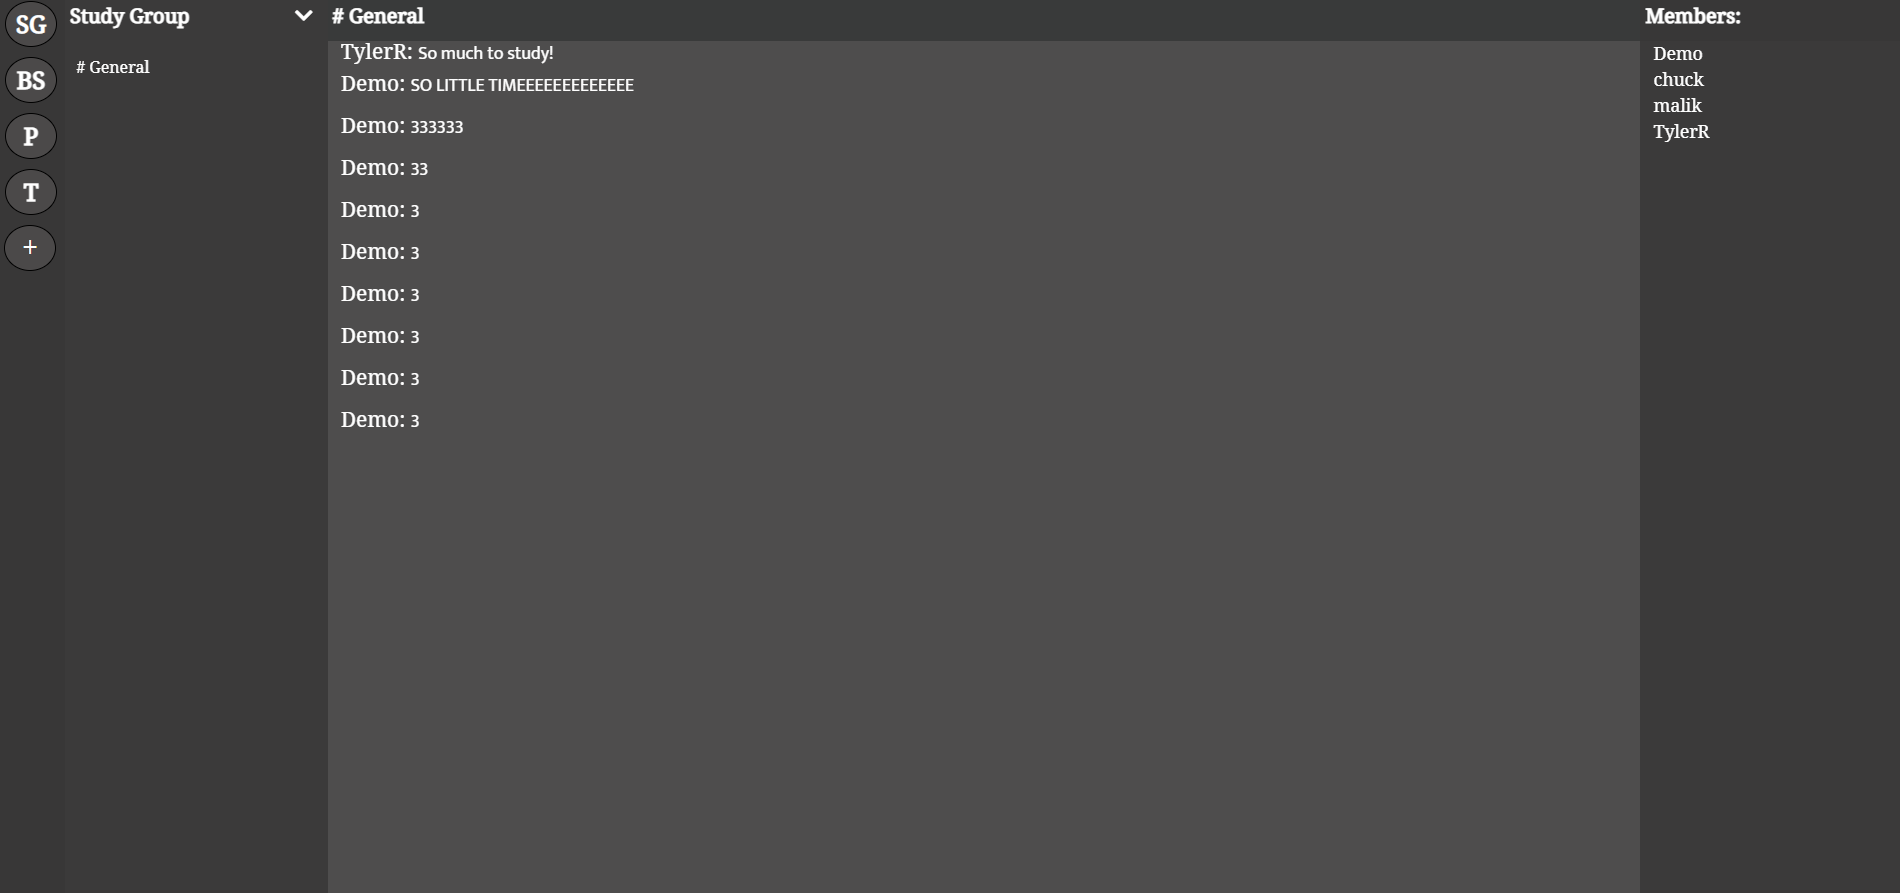 SG
BS
P
T
+
Study Group
# General
# General
TylerR: So much to study!
Demo: SO LITTLE TIMEEEEEEEEEEEEE
Demo: 333333
Demo: 33
Demo: 3
Demo: 3
Demo: 3
Demo: 3
Demo: 3
Demo: 3
Members:
Demo
chuck
malik
TylerR